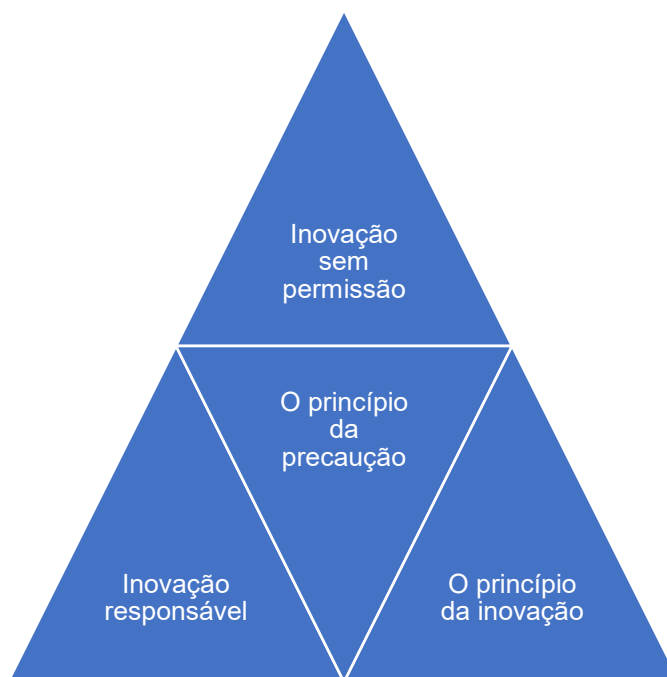 Inovação
sem
permissão
O princípio
da
precaução
Inovação
responsável
O princípio
da inovação